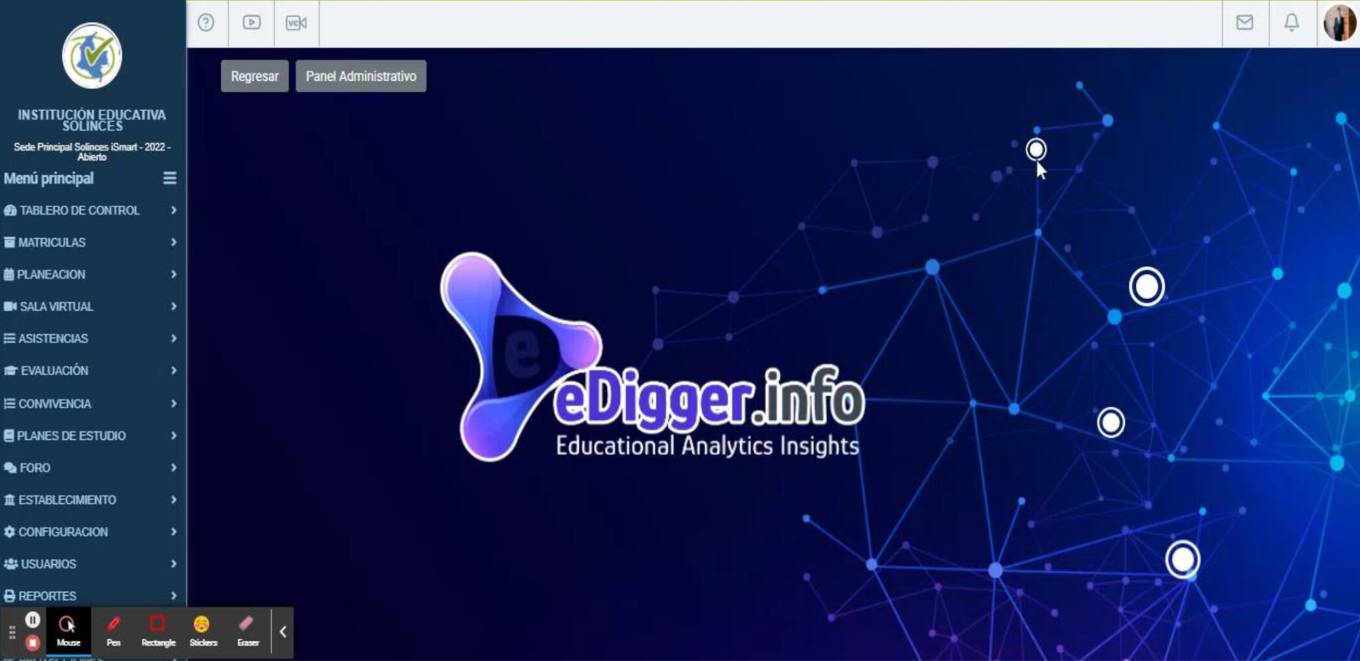 VC
Regresar
Panel Administrativo
INSTITUCIÓN EDUCATIVA
SOLINCES
Sede Principal Solinces iSmart - 2022 -
Abierto
Menú principal
TABLERO DE CONTROL
MATRICULAS
PLANEACION
SALA VIRTUAL
ASISTENCIAS
EVALUACIÓN
CONVIVENCIA
PLANES DE ESTUDIO
FORO
ESTABLECIMIENTO
CONFIGURACION
USUARIOS
REPORTES
Mouse
Pen
Rectangle
Stickers
Eraser
e
eDigger.info
Educational Analytics Insights